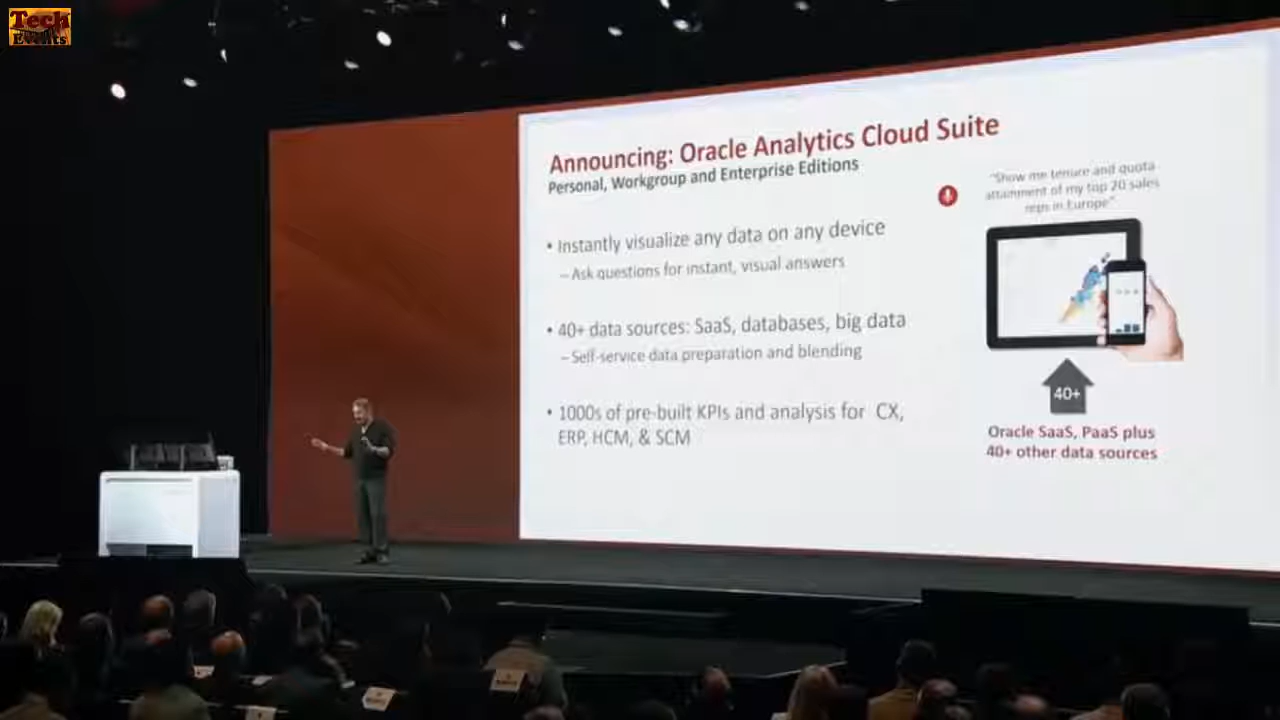 Tech
Events
Announcing: Oracle Analytics Cloud Suite
Personal, Workgroup and Enterprise Editions
"Show me tenure and quota
attainment of my top 20 sales
reps in Europe"
• Instantly visualize any data on any device
– Ask questions for instant, visual answers
• 40+ data sources: SaaS, databases, big data
– Self-service data preparation and blending
• 1000s of pre-built KPIs and analysis for CX,
ERP, HCM, & SCM
40+
Oracle SaaS, PaaS plus
40+ other data sources